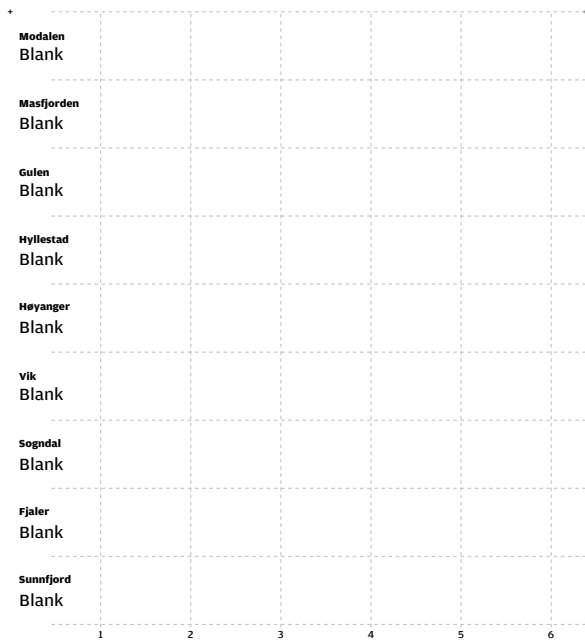 Modalen
Blank
Masfjorden
Blank
Gulen
Blank
Hyllestad
Blank
Høyanger
Blank
Vik
Blank
Sogndal
Blank
Fjaler
Blank
Sunnfjord
Blank
1 2 3 4 5 6